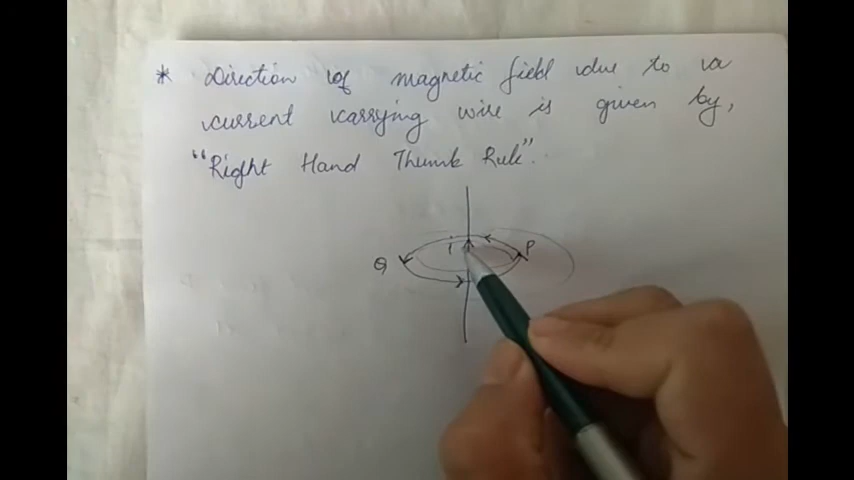 * Direction of magnetic field due to a
current carrying wire is given by,
"Right Hand Thumb Rule".
i P
Q